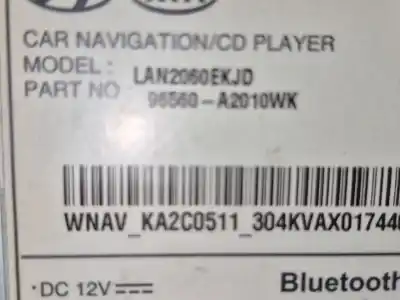 CAR NAVIGATION/CD PLAYER
MODEL : LAN2060EKJD
PART NO 96560-A2010WK
WNAV_KA2C0511_304KVAX01744
• DC 12V
Bluetooth